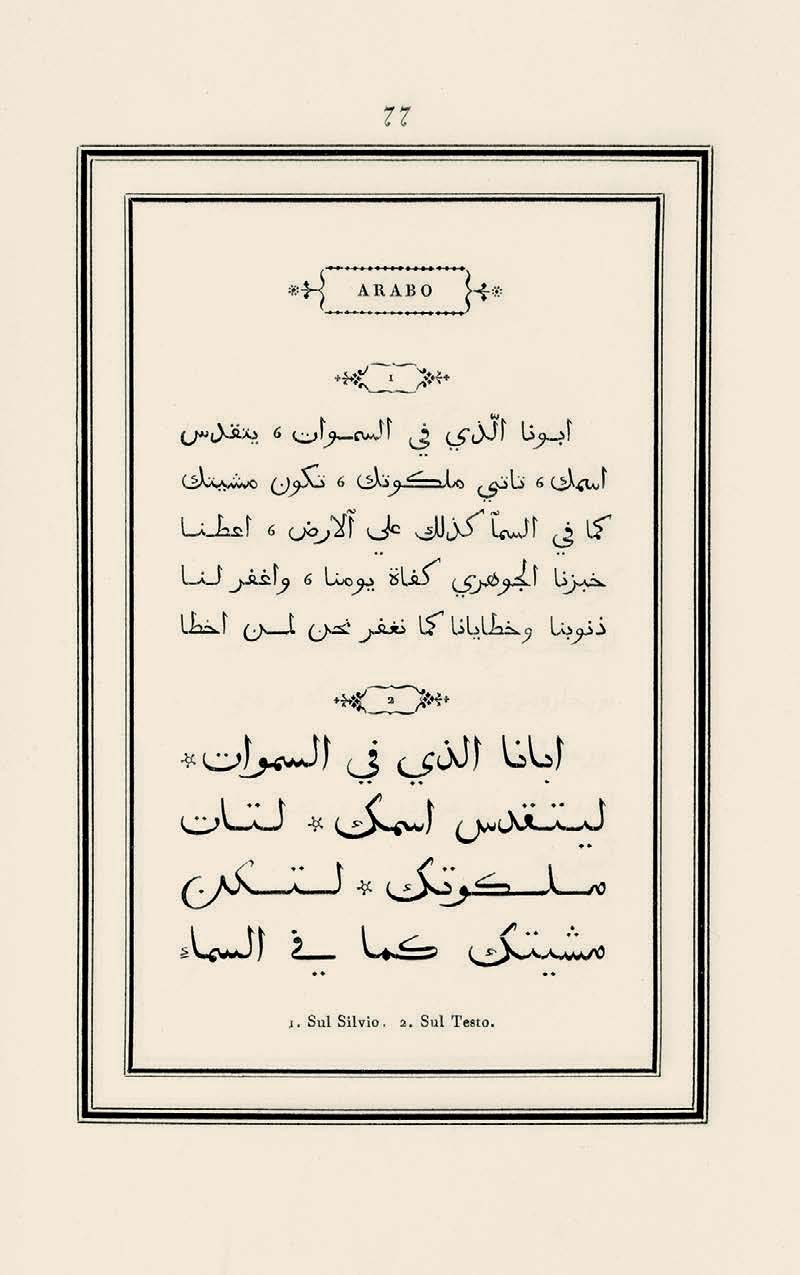 77
ARABO
1
ابونا الّذي في السموات ، يتقدس
اسمك ، تاتي ملكوتك ، تكون مشيتك
كما في السمآ كذلك علي آلارض ، اعطنا
خبزنا الجوهري كفاة يومنا ، واغفر لنا
ذنوبنا وخطايانا كما نغفر نحن لمن اخطا
2
ابانا الذي في السموات *
ليتقدس اسمك * لتات
ملكوتك * لتكن
مشيتك كما في السماء
1. Sul Silvio. 2. Sul Testo.